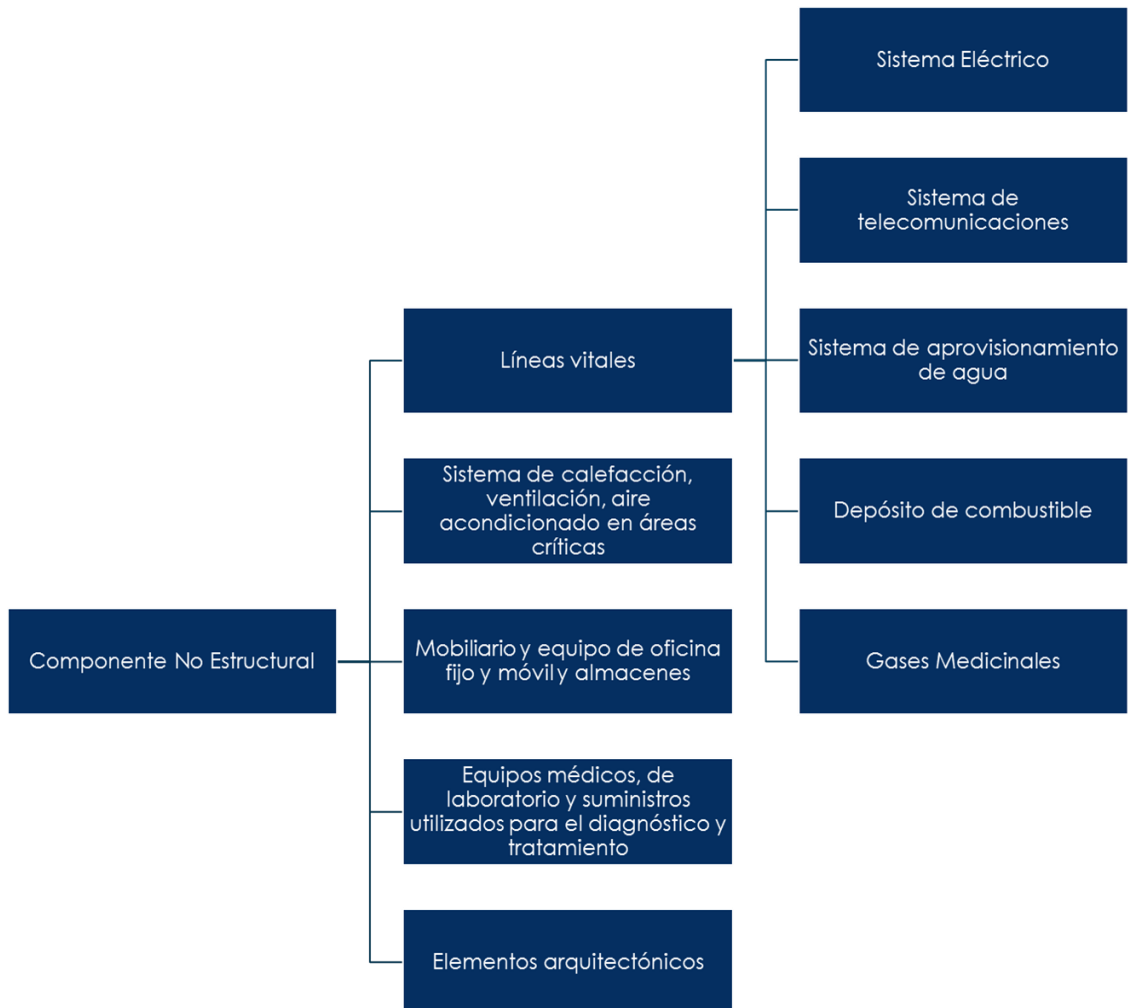 Componente No Estructural
Líneas vitales
Sistema de calefacción,
ventilación, aire
acondicionado en áreas
críticas
Mobiliario y equipo de oficina
fijo y móvil y almacenes
Equipos médicos, de
laboratorio y suministros
utilizados para el diagnóstico y
tratamiento
Elementos arquitectónicos
Sistema Eléctrico
Sistema de
telecomunicaciones
Sistema de aprovisionamiento
de agua
Depósito de combustible
Gases Medicinales